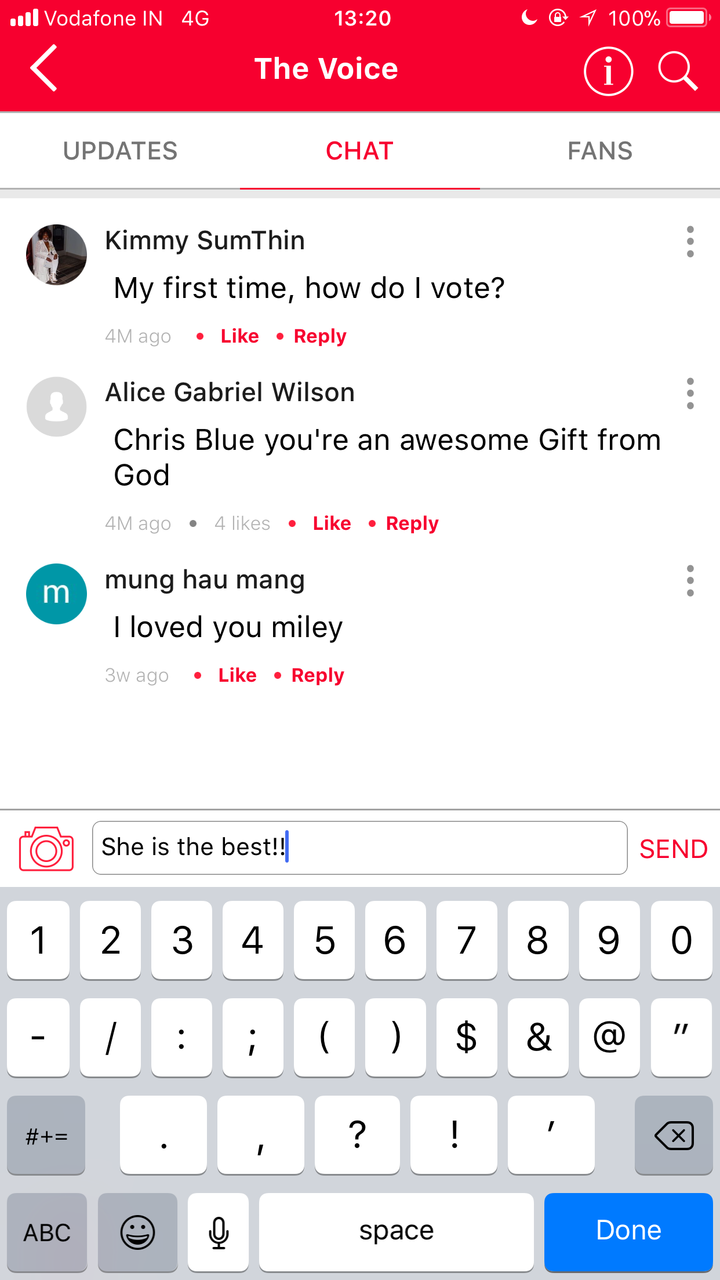 Vodafone IN 4G 13:20 100%
The Voice
UPDATES CHAT FANS
Kimmy SumThin
My first time, how do I vote?
4M ago • Like • Reply
Alice Gabriel Wilson
Chris Blue you're an awesome Gift from
God
4M ago • 4 likes • Like • Reply
m
mung hau mang
I loved you miley
3w ago • Like • Reply
She is the best!! SEND
1 2 3 4 5 6 7 8 9 0
- / : ; ( ) $ & @ "
#+= . , ? ! '
ABC space Done